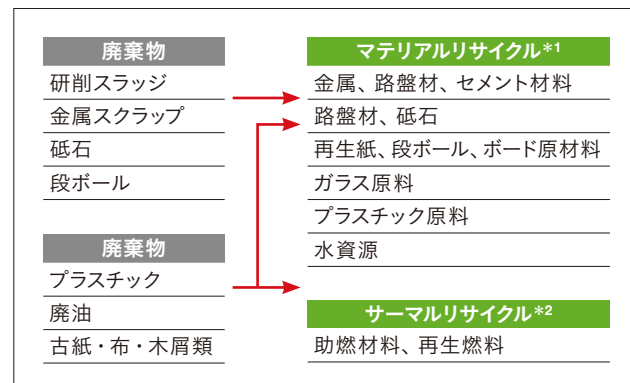 廃棄物
研削スラッジ
金属スクラップ
砥石
段ボール
廃棄物
プラスチック
廃油
古紙・布・木屑類
マテリアルリサイクル*1
金属、路盤材、セメント材料
路盤材、砥石
再生紙、段ボール、ボード原材料
ガラス原料
プラスチック原料
水資源
サーマルリサイクル*2
助燃材料、再生燃料